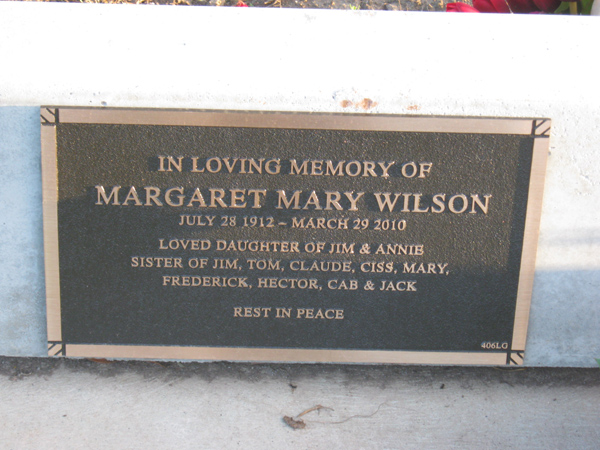 IN LOVING MEMORY OF
MARGARET MARY WILSON
JULY 28 1912 – MARCH 29 2010
LOVED DAUGHTER OF JIM & ANNIE
SISTER OF JIM, TOM, CLAUDE, CISS, MARY,
FREDERICK, HECTOR, CAB & JACK
REST IN PEACE
406LG